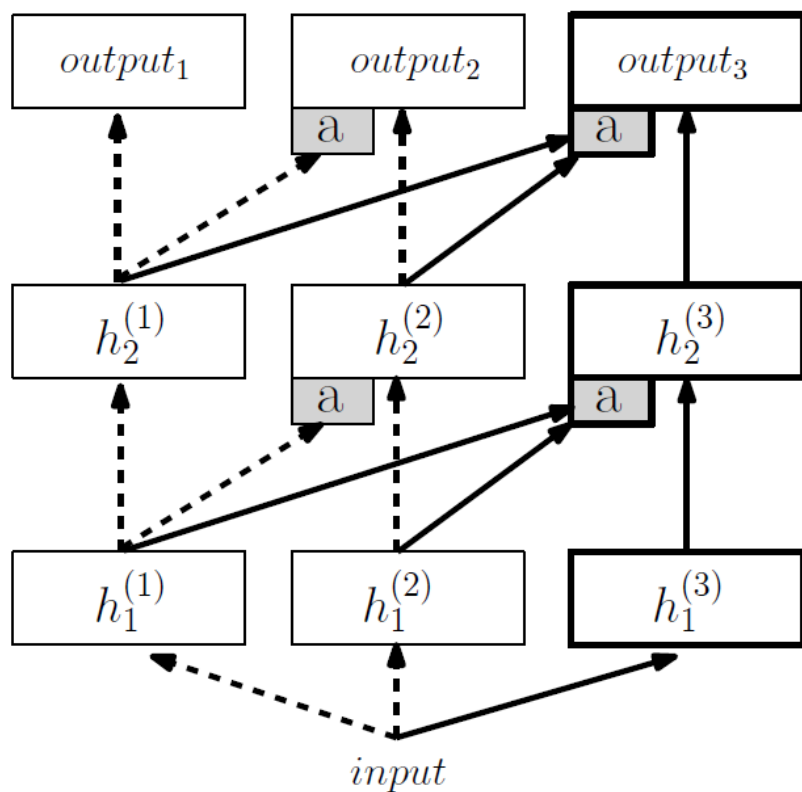 output₁ output₂ output₃
a a
h₂⁽¹⁾ h₂⁽²⁾ h₂⁽³⁾
a a
h₁⁽¹⁾ h₁⁽²⁾ h₁⁽³⁾
input